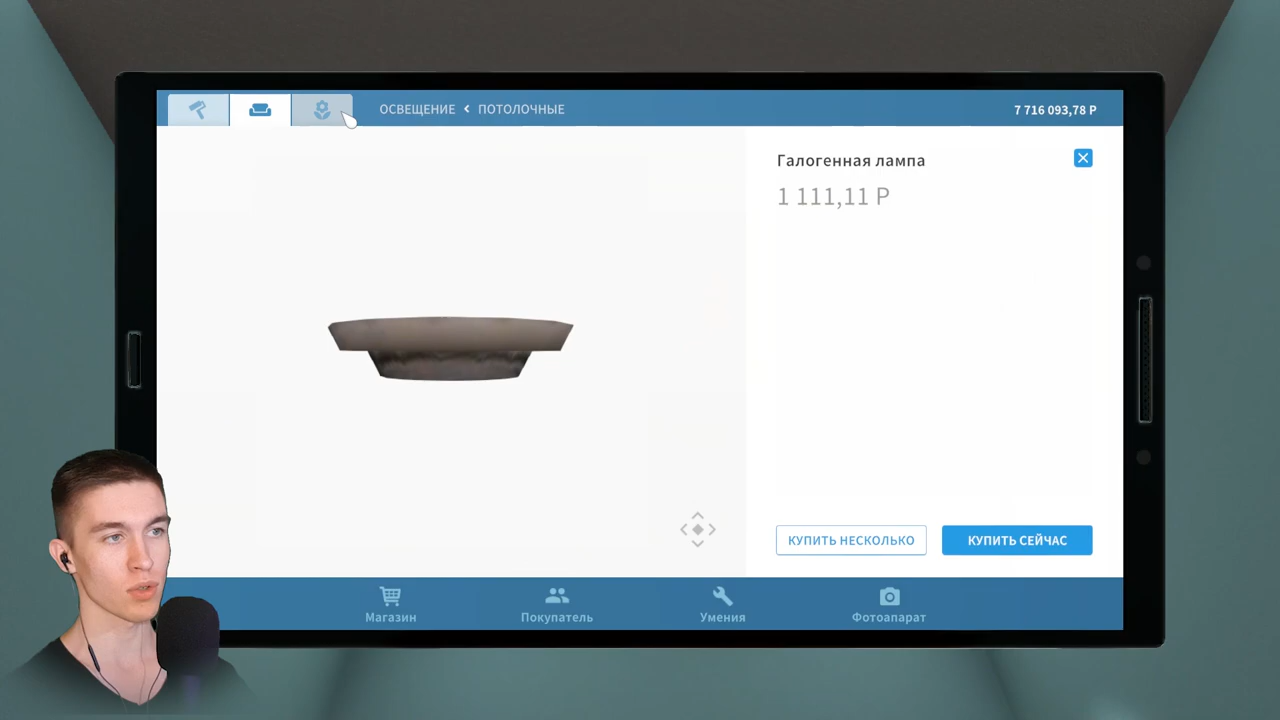 ОСВЕЩЕНИЕ < ПОТОЛОЧНЫЕ
7 716 093,78 Р
Галогенная лампа
1 111,11 Р
КУПИТЬ НЕСКОЛЬКО
КУПИТЬ СЕЙЧАС
Магазин
Покупатель
Умения
Фотоапарат